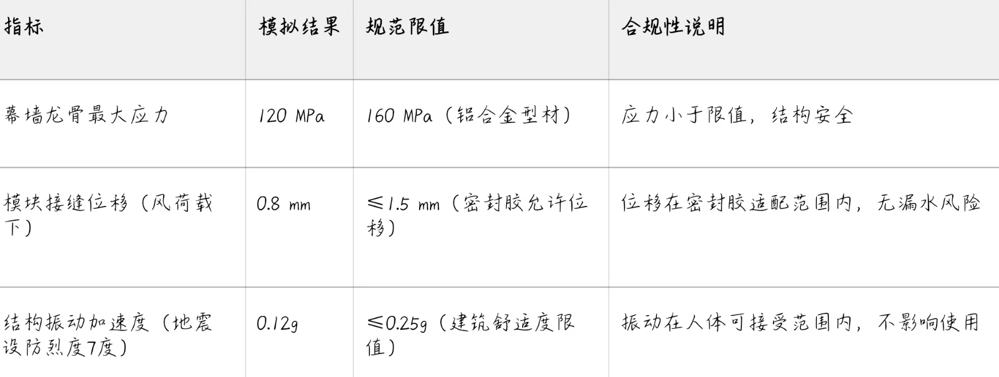 指标
模拟结果
规范限值
合规性说明
幕墙龙骨最大应力
120 MPa
160 MPa（铝合金型材）
应力小于限值，结构安全
模块接缝位移（风荷载
下）
0.8 mm
≤1.5 mm（密封胶允许位
移）
位移在密封胶适配范围内，无漏水风险
结构振动加速度（地震
设防烈度7度）
0.12g
≤0.25g（建筑舒适度限
值）
振动在人体可接受范围内，不影响使用